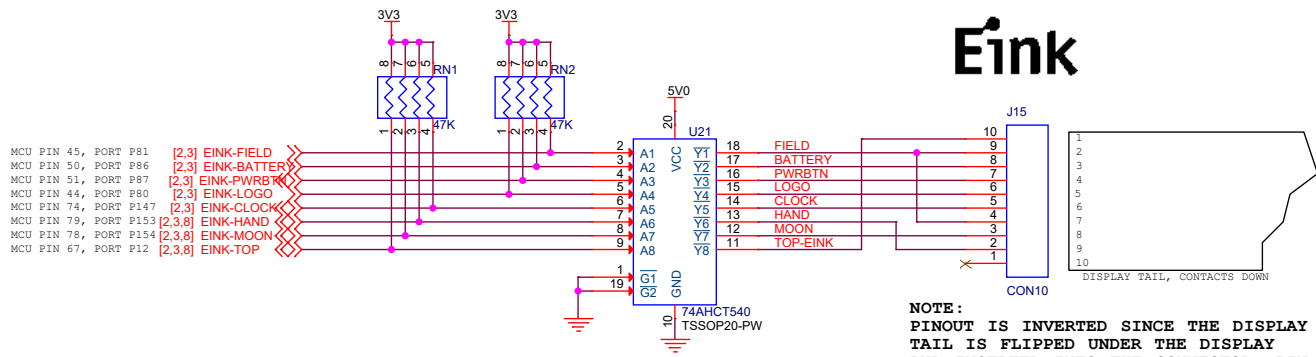 Eink
3V3
3V3
8 7 6 5
RN1
8 7 6 5
RN2
1 2 3 4
47K
1 2 3 4
47K
5V0
20
U21
VCC
J15
MCU PIN 45, PORT P81 [2,3] EINK-FIELD 2 A1 Y1 18 FIELD 10
MCU PIN 50, PORT P86 [2,3] EINK-BATTERY 3 A2 Y2 17 BATTERY 9
MCU PIN 51, PORT P87 [2,3] EINK-PWRBTN 4 A3 Y3 16 PWRBTN 8
MCU PIN 44, PORT P80 [2,3] EINK-LOGO 5 A4 Y4 15 LOGO 7
MCU PIN 74, PORT P147 [2,3] EINK-CLOCK 6 A5 Y5 14 CLOCK 6
MCU PIN 79, PORT P153 [2,3,8] EINK-HAND 7 A6 Y6 13 HAND 5
MCU PIN 78, PORT P154 [2,3,8] EINK-MOON 8 A7 Y7 12 MOON 4
MCU PIN 67, PORT P12 [2,3,8] EINK-TOP 9 A8 Y8 11 TOP-EINK 3
2
1
1 G1
19 G2
GND
10
74AHCT540
TSSOP20-PW
CON10
1
2
3
4
5
6
7
8
9
10
DISPLAY TAIL, CONTACTS DOWN
NOTE:
PINOUT IS INVERTED SINCE THE DISPLAY
TAIL IS FLIPPED UNDER THE DISPLAY